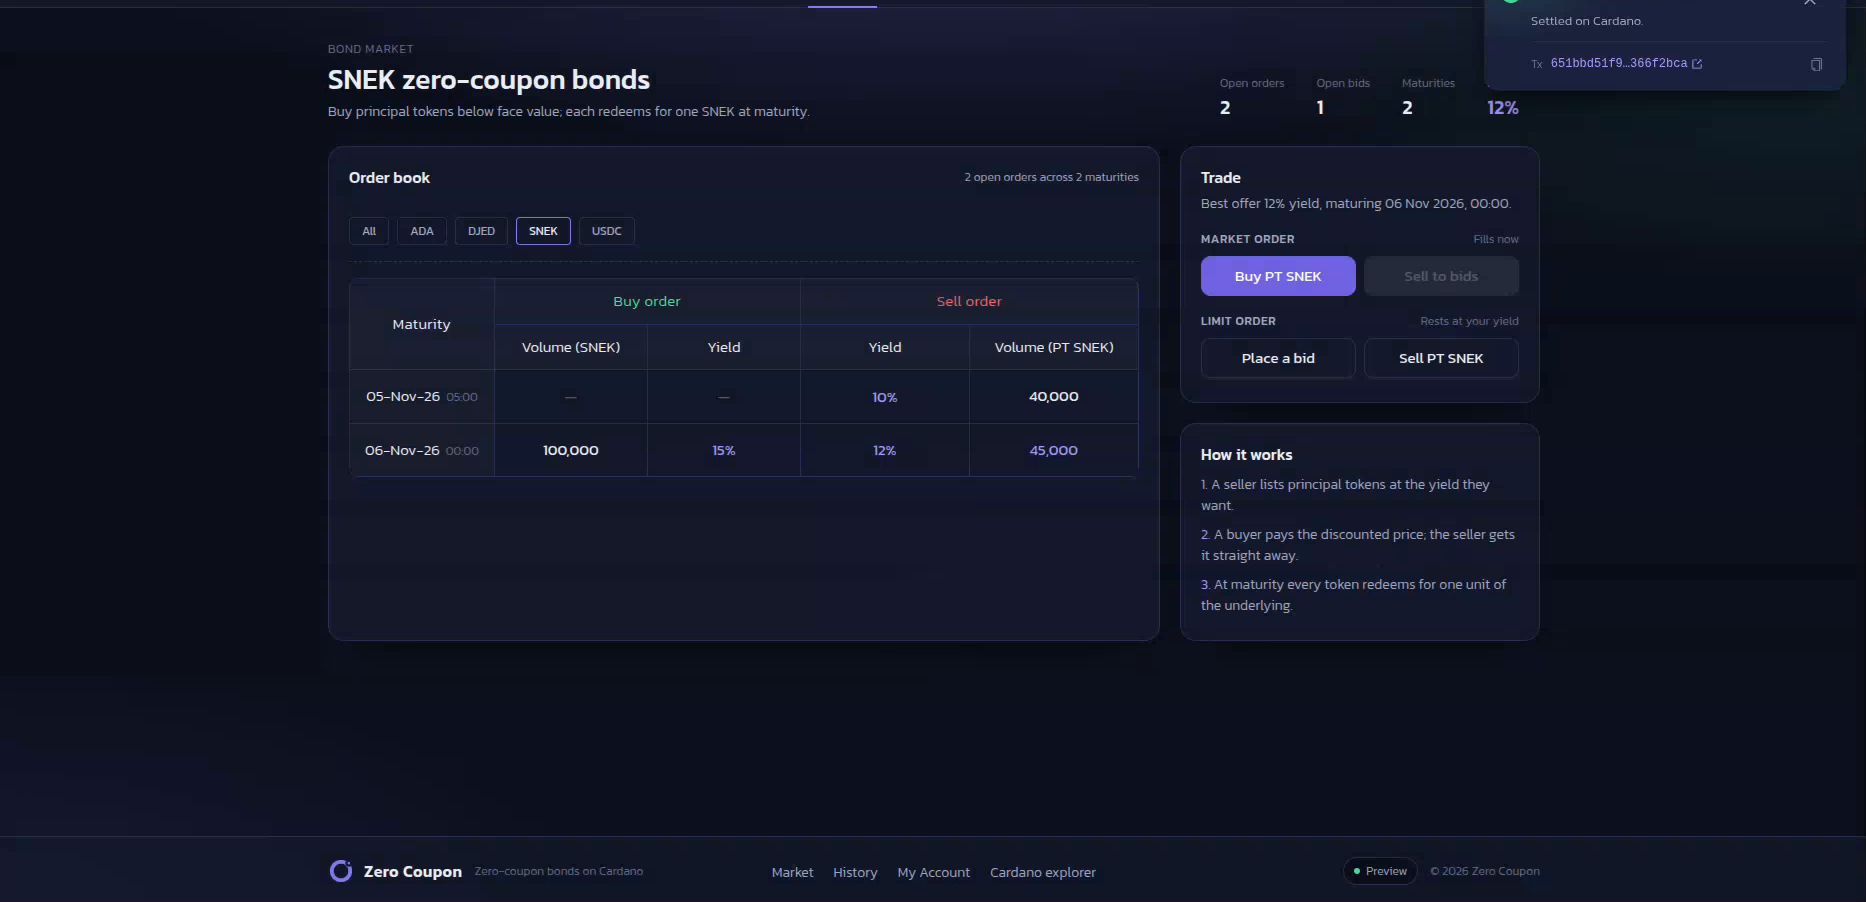 Settled on Cardano.
Tx 651bbd51f9…366f2bca
BOND MARKET
SNEK zero-coupon bonds
Buy principal tokens below face value; each redeems for one SNEK at maturity.
Open orders
2
Open bids
1
Maturities
2
12%
Order book
2 open orders across 2 maturities
All
ADA
DJED
SNEK
USDC
Maturity
Buy order
Sell order
Volume (SNEK)
Yield
Yield
Volume (PT SNEK)
05-Nov-26 05:00 — — 10% 40,000
06-Nov-26 00:00 100,000 15% 12% 45,000
Trade
Best offer 12% yield, maturing 06 Nov 2026, 00:00.
MARKET ORDER
Fills now
Buy PT SNEK
Sell to bids
LIMIT ORDER
Rests at your yield
Place a bid
Sell PT SNEK
How it works
1. A seller lists principal tokens at the yield they
want.
2. A buyer pays the discounted price; the seller gets
it straight away.
3. At maturity every token redeems for one unit of
the underlying.
Zero Coupon
Zero-coupon bonds on Cardano
Market
History
My Account
Cardano explorer
Preview
© 2026 Zero Coupon